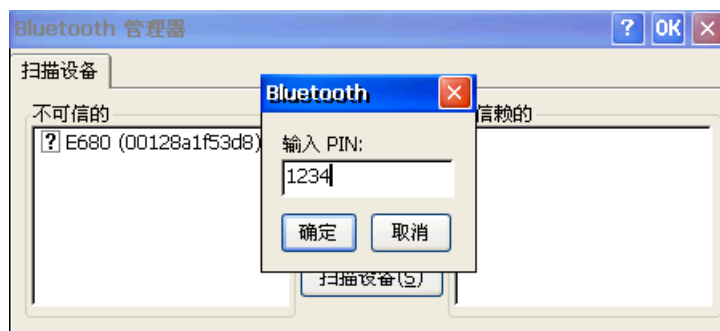 Bluetooth 管理器
? OK ×
扫描设备
不可信的
信赖的
? E680 (00128a1f53d8)
Bluetooth
输入 PIN:
1234
确定
取消
扫描设备(S)